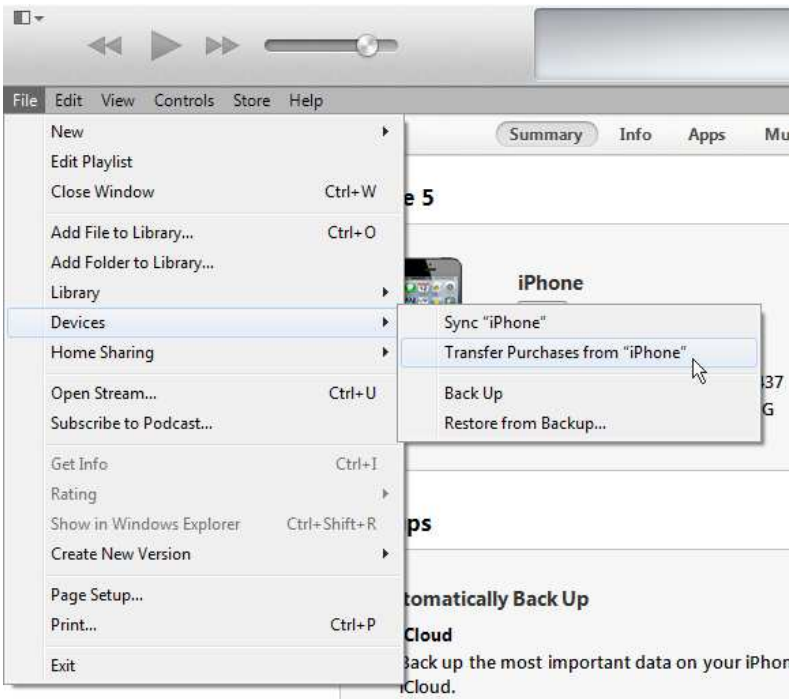 File Edit View Controls Store Help
Summary Info Apps Mu
New
Edit Playlist
Close Window Ctrl+W
e 5
Add File to Library... Ctrl+O
Add Folder to Library...
iPhone
Library
Devices
Sync “iPhone”
Home Sharing
Transfer Purchases from “iPhone”
437
Open Stream... Ctrl+U
Back Up
G
Subscribe to Podcast...
Restore from Backup...
Get Info Ctrl+I
Rating
Show in Windows Explorer Ctrl+Shift+R
ps
Create New Version
Page Setup...
tomatically Back Up
Print... Ctrl+P
Cloud
Exit
Back up the most important data on your iPhon
iCloud.